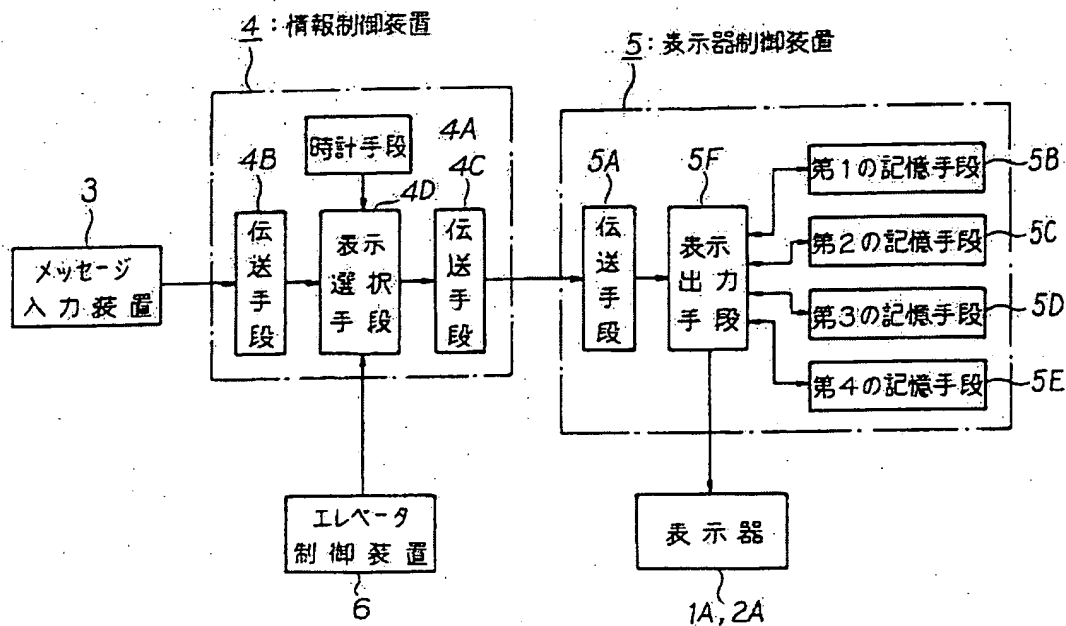 4：情報制御装置
5：表示器制御装置
3
メッセージ
入力装置
4B
伝送手段
時計手段
4A
4D
表示
選択
手段
4C
伝送手段
5A
伝送手段
5F
表示
出力
手段
第1の記憶手段
5B
第2の記憶手段
5C
第3の記憶手段
5D
第4の記憶手段
5E
エレベータ
制御装置
6
表示器
1A, 2A